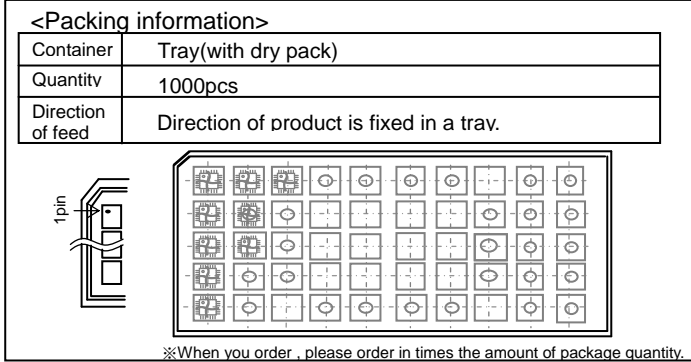 <Packing information>
Container Tray(with dry pack)
Quantity 1000pcs
Direction of feed Direction of product is fixed in a tray.
1pin
※When you order , please order in times the amount of package quantity.